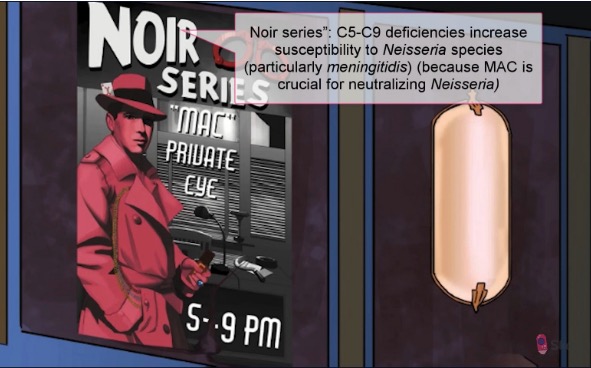 Noir series”: C5-C9 deficiencies increase
susceptibility to Neisseria species
(particularly meningitidis) (because MAC is
crucial for neutralizing Neisseria)
NOIR
SERIES
"MAC"
PRIVATE
EYE
5-·9 PM